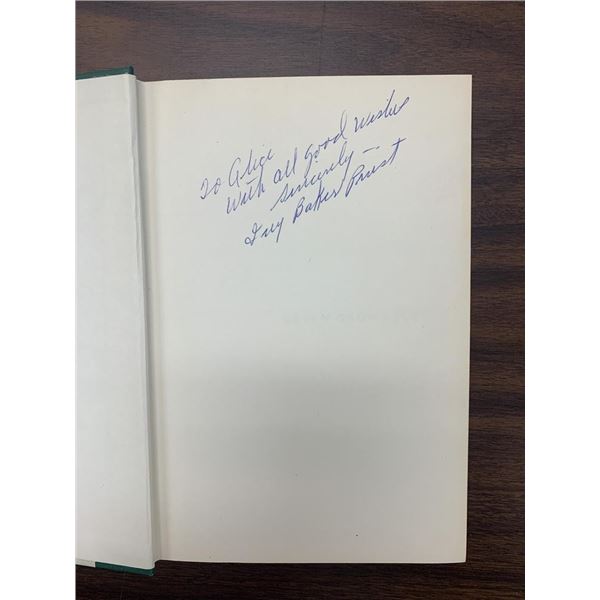 To Alice
With all good wishes
Sincerely —
Ivy Baker Priest